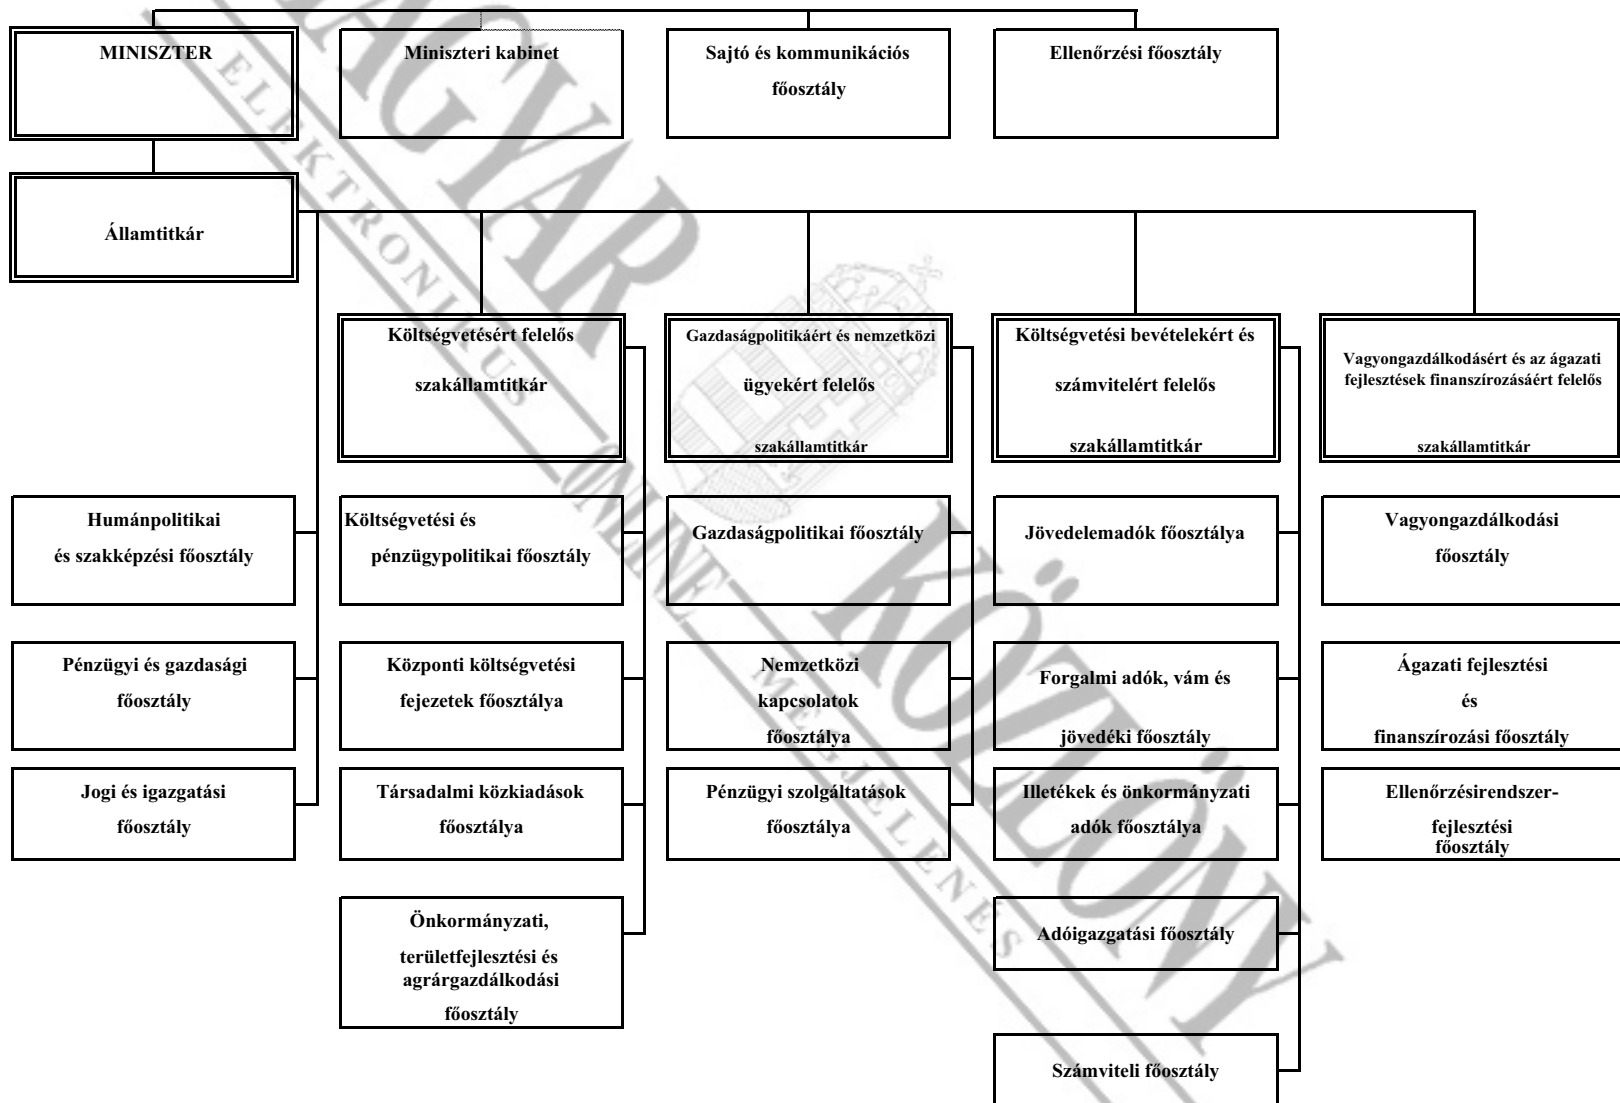 MINISZTER
Miniszteri kabinet
Sajtó és kommunikációs
főosztály
Ellenőrzési főosztály
Államtitkár
Költségvetésért felelős
szakállamtitkár
Gazdaságpolitikáért és nemzetközi
ügyekért felelős
szakállamtitkár
Költségvetési bevételekért és
számvitelért felelős
szakállamtitkár
Vagyongazdálkodásért és az ágazati
fejlesztések finanszírozásáért felelős
szakállamtitkár
Humánpolitikai
és szakképzési főosztály
Költségvetési és
pénzügypolitikai főosztály
Gazdaságpolitikai főosztály
Jövedelemadók főosztálya
Vagyongazdálkodási
főosztály
Pénzügyi és gazdasági
főosztály
Központi költségvetési
fejezetek főosztálya
Nemzetközi
kapcsolatok
főosztálya
Forgalmi adók, vám és
jövedéki főosztály
Ágazati fejlesztési
és
finanszírozási főosztály
Jogi és igazgatási
főosztály
Társadalmi közkiadások
főosztálya
Pénzügyi szolgáltatások
főosztálya
Illetékek és önkormányzati
adók főosztálya
Ellenőrzésirendszer-
fejlesztési
főosztály
Önkormányzati,
területfejlesztési és
agrárgazdálkodási
főosztály
Adóigazgatási főosztály
Számviteli főosztály
MAGYAR KÖZLÖNY
ELEKTRONIKUS ONLINE MEGJELENÉS